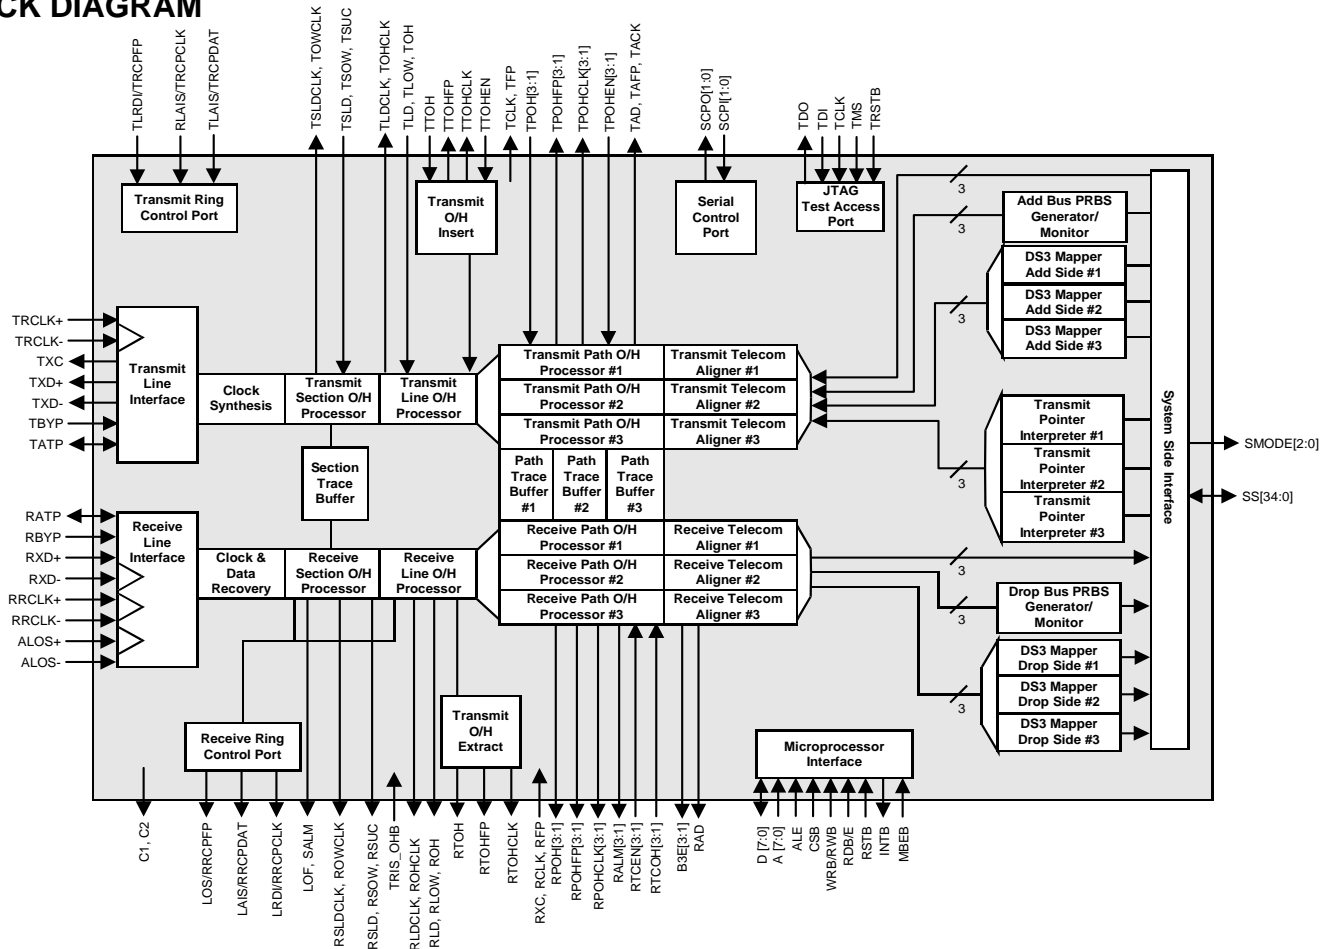 CK DIAGRAM
TLRDI/TRCPFP
RLAIS/TRCPCLK
TLAIS/TRCPDAT
TSLDCLK, TOWCLK
TSLD, TSOW, TSUC
TLDCLK, TOHCLK
TLD, TLOW, TOH
TTOH
TTOHFP
TTOHCLK
TTOHEN
TCLK, TFP
TPOH[3:1]
TPOHFP[3:1]
TPOHCLK[3:1]
TPOHEN[3:1]
TAD, TAFP, TACK
SCPO[1:0]
SCPI[1:0]
TDO
TDI
TCLK
TMS
TRSTB
Transmit Ring
Control Port
Transmit
O/H
Insert
Serial
Control
Port
JTAG
Test Access
Port
3
Add Bus PRBS
Generator/
Monitor
3
DS3 Mapper
Add Side #1
DS3 Mapper
Add Side #2
DS3 Mapper
Add Side #3
3
TRCLK+
TRCLK-
TXC
TXD+
TXD-
TBYP
TATP
Transmit
Line
Interface
Clock
Synthesis
Transmit
Section O/H
Processor
Transmit
Line O/H
Processor
Transmit Path O/H
Processor #1
Transmit Path O/H
Processor #2
Transmit Path O/H
Processor #3
Transmit Telecom
Aligner #1
Transmit Telecom
Aligner #2
Transmit Telecom
Aligner #3
Transmit
Pointer
Interpreter #1
Transmit
Pointer
Interpreter #2
Transmit
Pointer
Interpreter #3
3
System Side Interface
SMODE[2:0]
SS[34:0]
Section
Trace
Buffer
Path
Trace
Buffer
#1
Path
Trace
Buffer
#2
Path
Trace
Buffer
#3
RATP
RBYP
RXD+
RXD-
RRCLK+
RRCLK-
ALOS+
ALOS-
Receive
Line
Interface
Clock &
Data
Recovery
Receive
Section O/H
Processor
Receive
Line O/H
Processor
Receive Path O/H
Processor #1
Receive Path O/H
Processor #2
Receive Path O/H
Processor #3
Receive Telecom
Aligner #1
Receive Telecom
Aligner #2
Receive Telecom
Aligner #3
3
Drop Bus PRBS
Generator/
Monitor
3
DS3 Mapper
Drop Side #1
DS3 Mapper
Drop Side #2
DS3 Mapper
Drop Side #3
3
Receive Ring
Control Port
Transmit
O/H
Extract
Microprocessor
Interface
C1, C2
LOS/RRCPFP
LAIS/RRCPDAT
LRDI/RRCPCLK
LOF, SALM
RSLDCLK, ROWCLK
RSLD, RSOW, RSUC
TRIS_OHB
RLDCLK, ROHCLK
RLD, RLOW, ROH
RTOH
RTOHFP
RTOHCLK
RXC, RCLK, RFP
RPOH[3:1]
RPOHFP[3:1]
RPOHCLK[3:1]
RALM[3:1]
RTCEN[3:1]
RTCOH[3:1]
B3E[3:1]
RAD
D [7:0]
A [7:0]
ALE
CSB
WRB/RWB
RDB/E
RSTB
INTB
MBEB